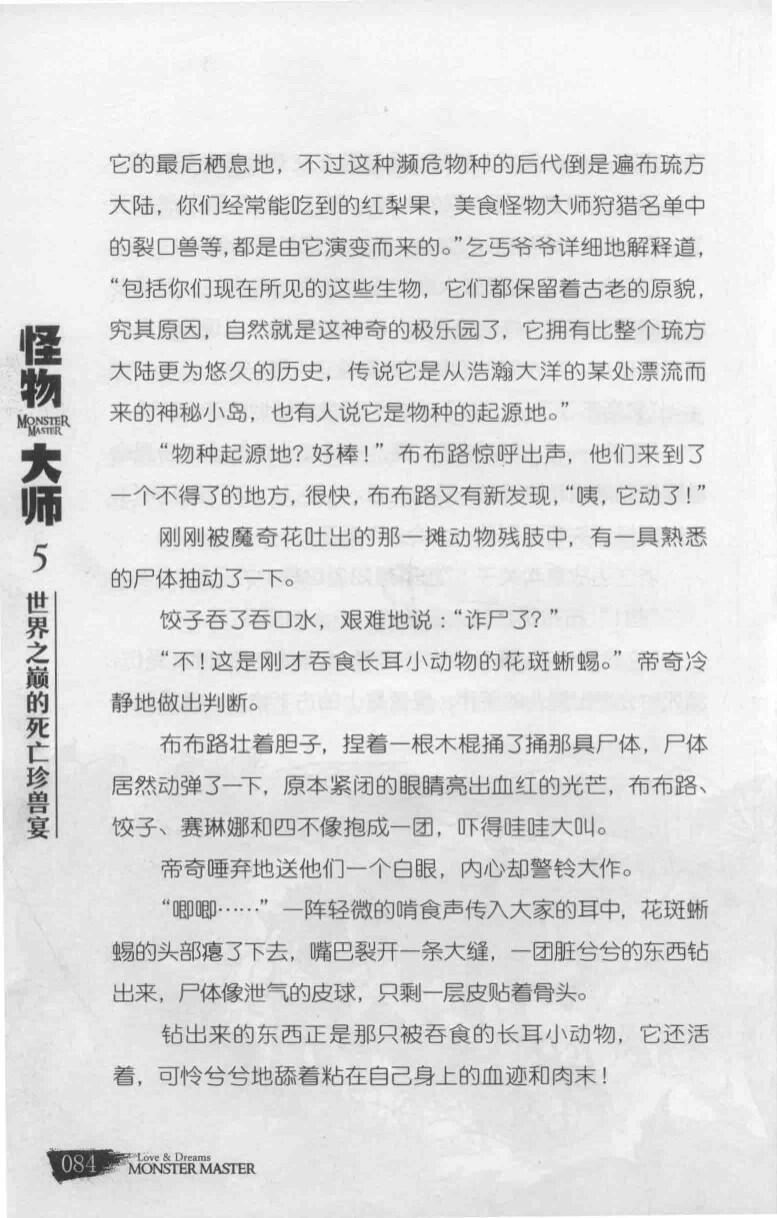 它的最后栖息地，不过这种濒危物种的后代倒是遍布琉方
大陆，你们经常能吃到的红梨果，美食怪物大师狩猎名单中
的裂口兽等，都是由它演变而来的。”乞丐爷爷详细地解释道，
“包括你们现在所见的这些生物，它们都保留着古老的原貌，
究其原因，自然就是这神奇的极乐园了，它拥有比整个琉方
大陆更为悠久的历史，传说它是从浩瀚大洋的某处漂流而
来的神秘小岛，也有人说它是物种的起源地。”
“物种起源地？好棒！”布布路惊呼出声，他们来到了
一个不得了的地方，很快，布布路又有新发现，“咦，它动了！”
刚刚被魔奇花吐出的那一摊动物残肢中，有一具熟悉
的尸体抽动了一下。
饺子吞了吞口水，艰难地说：“诈尸了？”
“不！这是刚才吞食长耳小动物的花斑蜥蜴。”帝奇冷
静地做出判断。
布布路壮着胆子，捏着一根木棍捅了捅那具尸体，尸体
居然动弹了一下，原本紧闭的眼睛亮出血红的光芒，布布路、
饺子、赛琳娜和四不像抱成一团，吓得哇哇大叫。
帝奇唾弃地送他们一个白眼，内心却警铃大作。
“唧唧……”一阵轻微的啃食声传入大家的耳中，花斑蜥
蜴的头部瘪了下去，嘴巴裂开一条大缝，一团脏兮兮的东西钻
出来，尸体像泄气的皮球，只剩一层皮贴着骨头。
钻出来的东西正是那只被吞食的长耳小动物，它还活
着，可怜兮兮地舔着粘在自己身上的血迹和肉末！
怪物
MONSTER
MASTER
大师
5
世界之巅的死亡珍兽宴
084
Love & Dreams
MONSTER MASTER